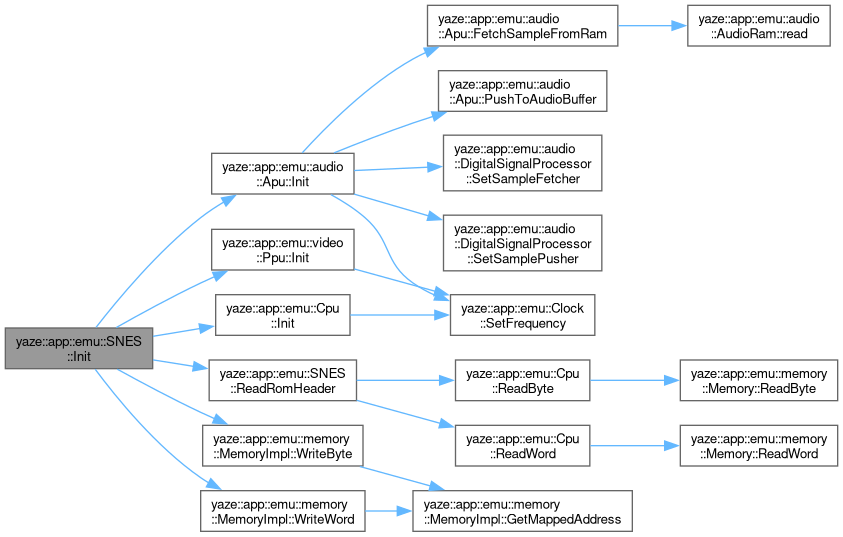 yaze::app::emu::SNES
::Init
yaze::app::emu::audio
::Apu::Init
yaze::app::emu::video
::Ppu::Init
yaze::app::emu::Cpu
::Init
yaze::app::emu::SNES
::ReadRomHeader
yaze::app::emu::memory
::MemoryImpl::WriteByte
yaze::app::emu::memory
::MemoryImpl::WriteWord
yaze::app::emu::audio
::Apu::FetchSampleFromRam
yaze::app::emu::audio
::Apu::PushToAudioBuffer
yaze::app::emu::audio
::DigitalSignalProcessor
::SetSampleFetcher
yaze::app::emu::audio
::DigitalSignalProcessor
::SetSamplePusher
yaze::app::emu::Clock
::SetFrequency
yaze::app::emu::Cpu
::ReadByte
yaze::app::emu::Cpu
::ReadWord
yaze::app::emu::memory
::MemoryImpl::GetMappedAddress
yaze::app::emu::audio
::AudioRam::read
yaze::app::emu::memory
::Memory::ReadByte
yaze::app::emu::memory
::Memory::ReadWord